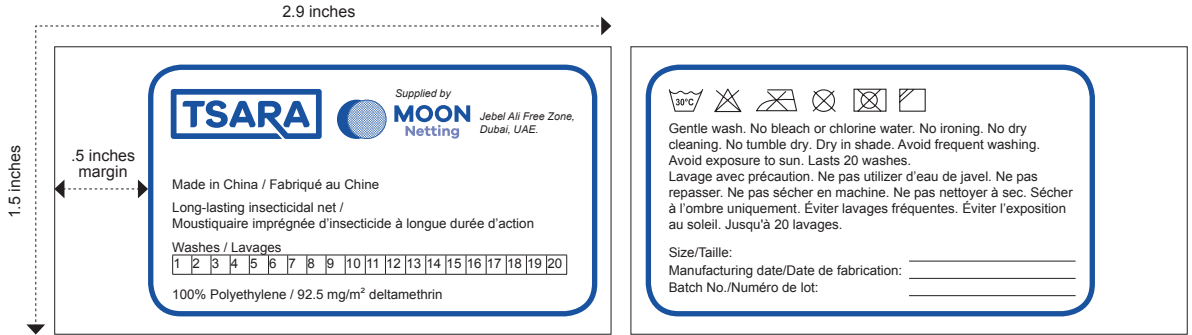 2.9 inches
1.5 inches
.5 inches
margin
TSARA
Supplied by
MOON
Netting
Jebel Ali Free Zone,
Dubai, UAE.
Made in China / Fabriqué au Chine
Long-lasting insecticidal net /
Moustiquaire imprégnée d'insecticide à longue durée d'action
Washes / Lavages
1 2 3 4 5 6 7 8 9 10 11 12 13 14 15 16 17 18 19 20
100% Polyethylene / 92.5 mg/m² deltamethrin
30°C
Gentle wash. No bleach or chlorine water. No ironing. No dry
cleaning. No tumble dry. Dry in shade. Avoid frequent washing.
Avoid exposure to sun. Lasts 20 washes.
Lavage avec précaution. Ne pas utilizer d'eau de javel. Ne pas
repasser. Ne pas sécher en machine. Ne pas nettoyer à sec. Sécher
à l'ombre uniquement. Éviter lavages fréquentes. Éviter l'exposition
au soleil. Jusqu'à 20 lavages.
Size/Taille:
Manufacturing date/Date de fabrication:
Batch No./Numéro de lot: